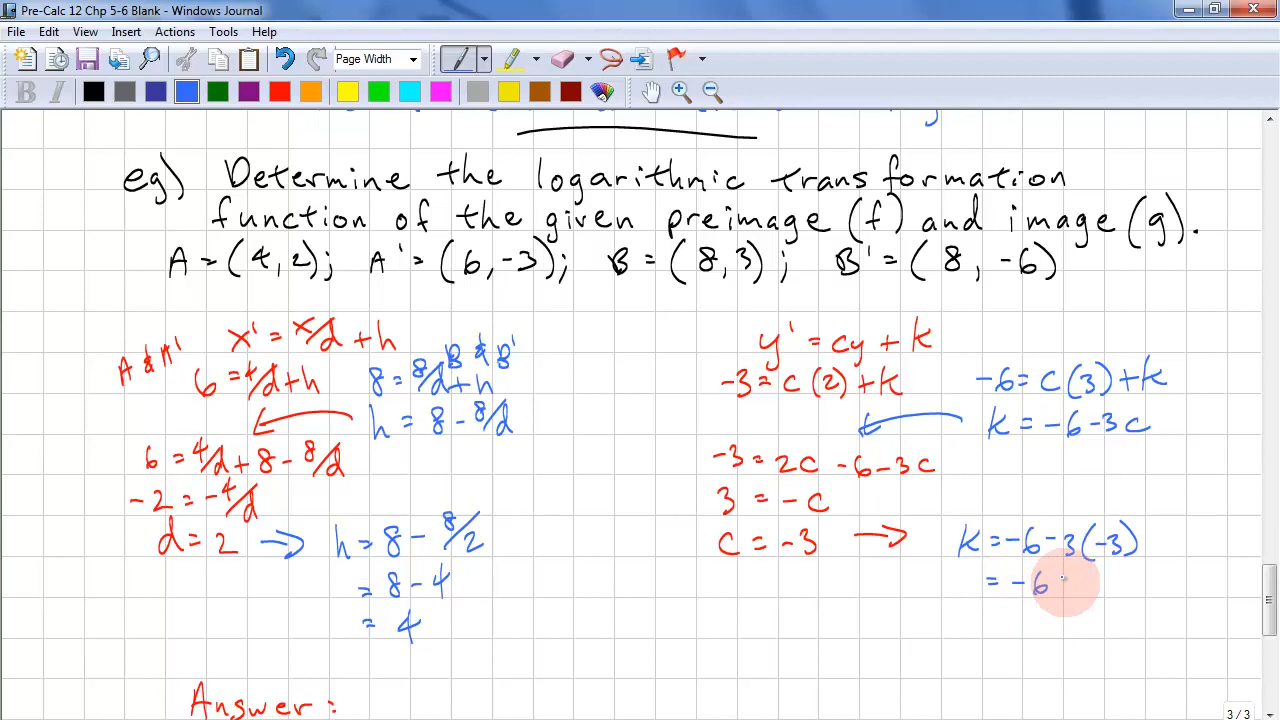 Pre-Calc 12 Chp 5-6 Blank - Windows Journal
File Edit View Insert Actions Tools Help
Page Width
B I
eg) Determine the logarithmic transformation
function of the given preimage (f) and image (g).
A = (4,2); A' = (6,-3); B = (8,3); B' = (8,-6)
x' = x/d + h
A & A'
6 = 4/d + h
6 = 4/d + 8 - 8/d
-2 = -4/d
d = 2
B & B'
8 = 8/d + h
h = 8 - 8/d
h = 8 - 8/2
= 8 - 4
= 4
y' = cy + k
-3 = c(2) + k
-3 = 2c -6-3c
3 = -c
c = -3
-6 = c(3) + k
k = -6-3c
k = -6-3(-3)
= -6
Answer:
3/3